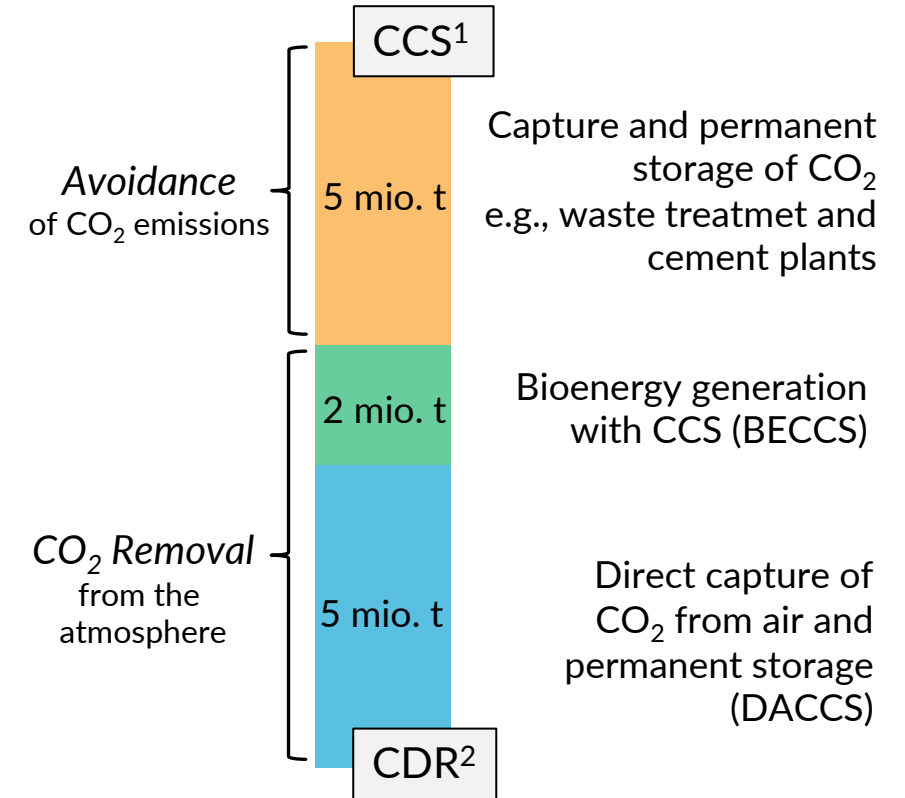 CCS¹
Avoidance
of CO₂ emissions
5 mio. t
Capture and permanent
storage of CO₂
e.g., waste treatmet and
cement plants
2 mio. t
Bioenergy generation
with CCS (BECCS)
CO₂ Removal
from the
atmosphere
5 mio. t
Direct capture of
CO₂ from air and
permanent storage
(DACCS)
CDR²